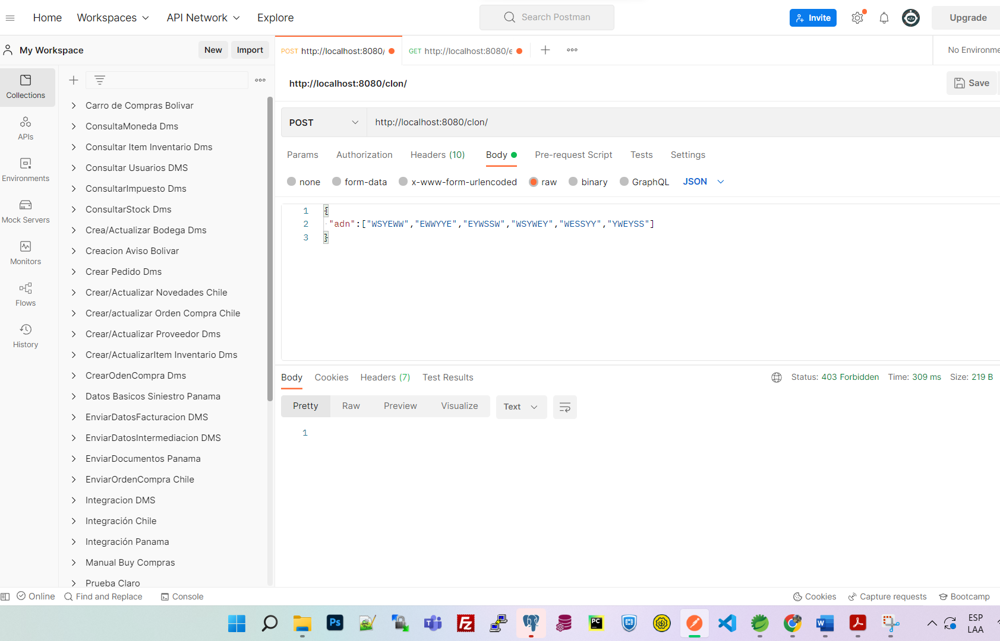 Home Workspaces API Network Explore Search Postman Invite Upgrade
My Workspace New Import
POST http://localhost:8080/ GET http://localhost:8080/e No Environme
http://localhost:8080/clon/ Save
POST http://localhost:8080/clon/
Params Authorization Headers (10) Body Pre-request Script Tests Settings
none form-data x-www-form-urlencoded raw binary GraphQL JSON
1 {
2 "adn":["WSYEWW","EWWYYE","EYWSSW","WSYWEY","WESSYY","YWEYSS"]
3 }
Body Cookies Headers (7) Test Results Status: 403 Forbidden Time: 309 ms Size: 219 B
Pretty Raw Preview Visualize Text
1
Collections
APIs
Environments
Mock Servers
Monitors
Flows
History
Carro de Compras Bolivar
ConsultaMoneda Dms
Consultar Item Inventario Dms
Consultar Usuarios DMS
ConsultarImpuesto Dms
ConsultarStock Dms
Crea/Actualizar Bodega Dms
Creacion Aviso Bolivar
Crear Pedido Dms
Crear/Actualizar Novedades Chile
Crear/actualizar Orden Compra Chile
Crear/Actualizar Proveedor Dms
Crear/ActualizarItem Inventario Dms
CrearOdenCompra Dms
Datos Basicos Siniestro Panama
EnviarDatosFacturacion DMS
EnviarDatosIntermediacion DMS
EnviarDocumentos Panama
EnviarOrdenCompra Chile
Integracion DMS
Integración Chile
Integración Panama
Manual Buy Compras
Prueba Claro
Online Find and Replace Console Cookies Capture requests Bootcamp
Ps Fz PC W ESP
LAA